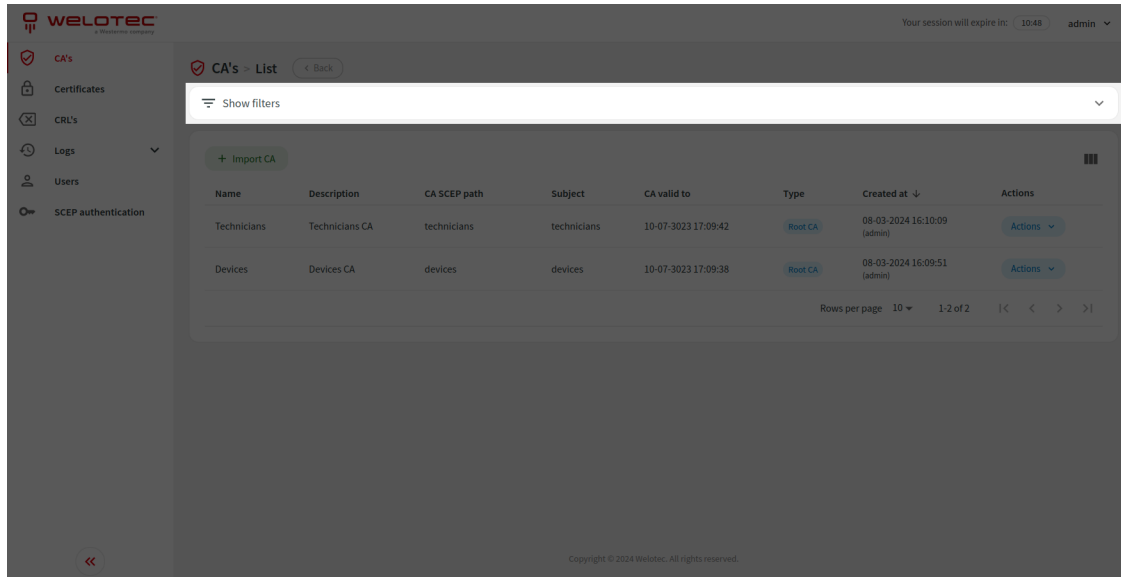 WELOTEC
a Westermo company
Your session will expire in: 10:48 admin
CA's
Certificates
CRL's
Logs
Users
SCEP authentication
CA's > List < Back
Show filters
+ Import CA
Name Description CA SCEP path Subject CA valid to Type Created at Actions
Technicians Technicians CA technicians technicians 10-07-3023 17:09:42 Root CA 08-03-2024 16:10:09 Actions
(admin)
Devices Devices CA devices devices 10-07-3023 17:09:38 Root CA 08-03-2024 16:09:51 Actions
(admin)
Rows per page 10 1-2 of 2
Copyright © 2024 Welotec. All rights reserved.